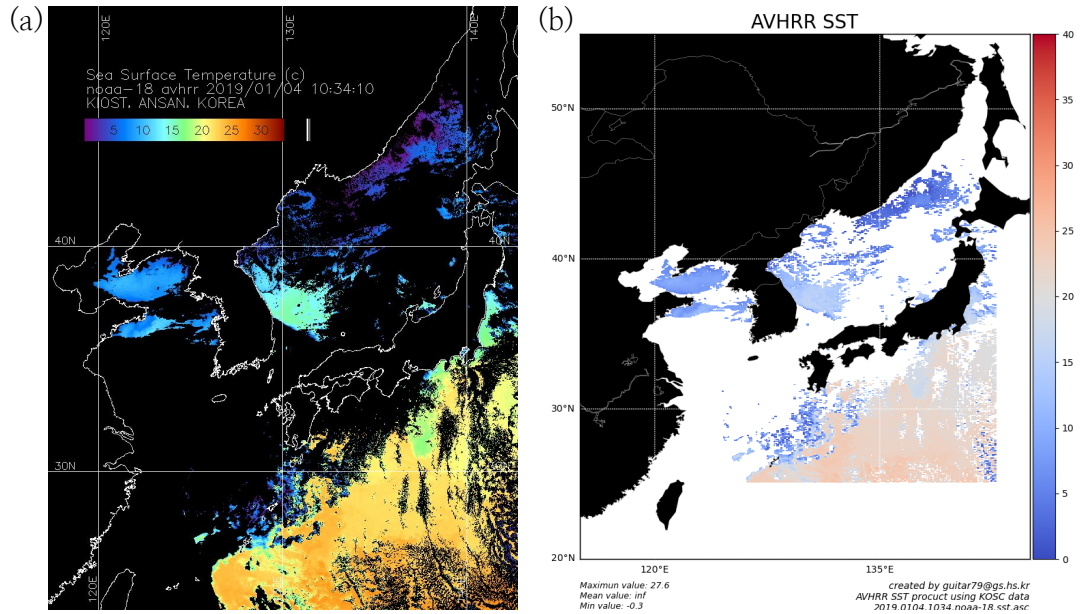 (a)
120E
130E
140E
Sea Surface Temperature (c)
noaa-18 avhrr 2019/01/04 10:34:10
KIOST. ANSAN. KOREA
5 10 15 20 25 30
40N
40N
30N
30N
120E
130E
140E
(b)
AVHRR SST
50°N
40°N
30°N
20°N
120°E
135°E
40
35
30
25
20
15
10
5
0
Maximun value: 27.6
Mean value: inf
Min value: -0.3
created by guitar79@gs.hs.kr
AVHRR SST procuct using KOSC data
2019.0104.1034.noaa-18.sst.asc